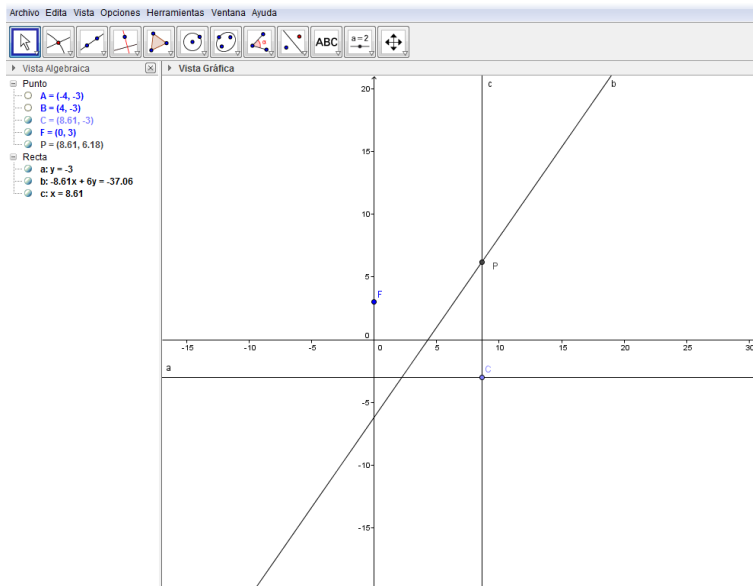 Archivo Edita Vista Opciones Herramientas Ventana Ayuda
ABC
a=2
Vista Algebraica
Vista Gráfica
Punto
A = (-4, -3)
B = (4, -3)
C = (8.61, -3)
F = (0, 3)
P = (8.61, 6.18)
Recta
a: y = -3
b: -8.61x + 6y = -37.06
c: x = 8.61
c
b
20
15
10
5
0
-5
-10
-15
-15
-10
-5
0
5
10
15
20
25
30
F
P
a
C